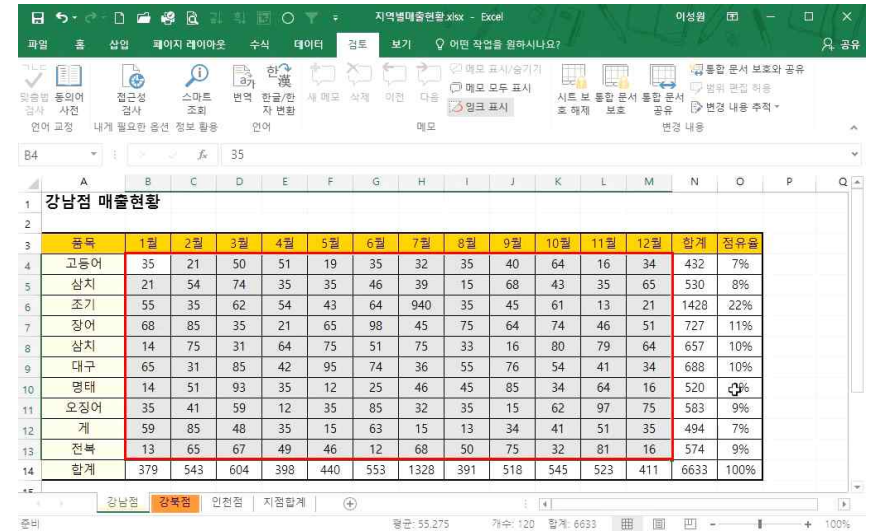 지역별매출현황.xlsx - Excel 이성원
파일 홈 삽입 페이지 레이아웃 수식 데이터 검토 보기 어떤 작업을 원하시나요? 공유
맞춤법 검사 동의어 사전 접근성 검사 스마트 조회 번역 한글/한자 변환 새 메모 삭제 이전 다음 메모 표시/숨기기 메모 모두 표시 잉크 표시 시트 보호 해제 통합 문서 보호 통합 문서 공유 통합 문서 보호와 공유 범위 편집 허용 변경 내용 추적
언어 교정 내게 필요한 옵션 정보 활용 언어 메모 변경 내용
B4 fx 35
A B C D E F G H I J K L M N O P Q
1 강남점 매출현황
2
3 품목 1월 2월 3월 4월 5월 6월 7월 8월 9월 10월 11월 12월 합계 점유율
4 고등어 35 21 50 51 19 35 32 35 40 64 16 34 432 7%
5 삼치 21 54 74 35 35 46 39 15 68 43 35 65 530 8%
6 조기 55 35 62 54 43 64 940 35 45 61 13 21 1428 22%
7 장어 68 85 35 21 65 98 45 75 64 74 46 51 727 11%
8 삼치 14 75 31 64 75 51 75 33 16 80 79 64 657 10%
9 대구 65 31 85 42 95 74 36 55 76 54 41 34 688 10%
10 명태 14 51 93 35 12 25 46 45 85 34 64 16 520 %
11 오징어 35 41 59 12 35 85 32 35 15 62 97 75 583 9%
12 게 59 85 48 35 15 63 15 13 34 41 51 35 494 7%
13 전복 13 65 67 49 46 12 68 50 75 32 81 16 574 9%
14 합계 379 543 604 398 440 553 1328 391 518 545 523 411 6633 100%
강남점 강북점 인천점 지점합계
준비 평균: 55.275 개수: 120 합계: 6633 100%